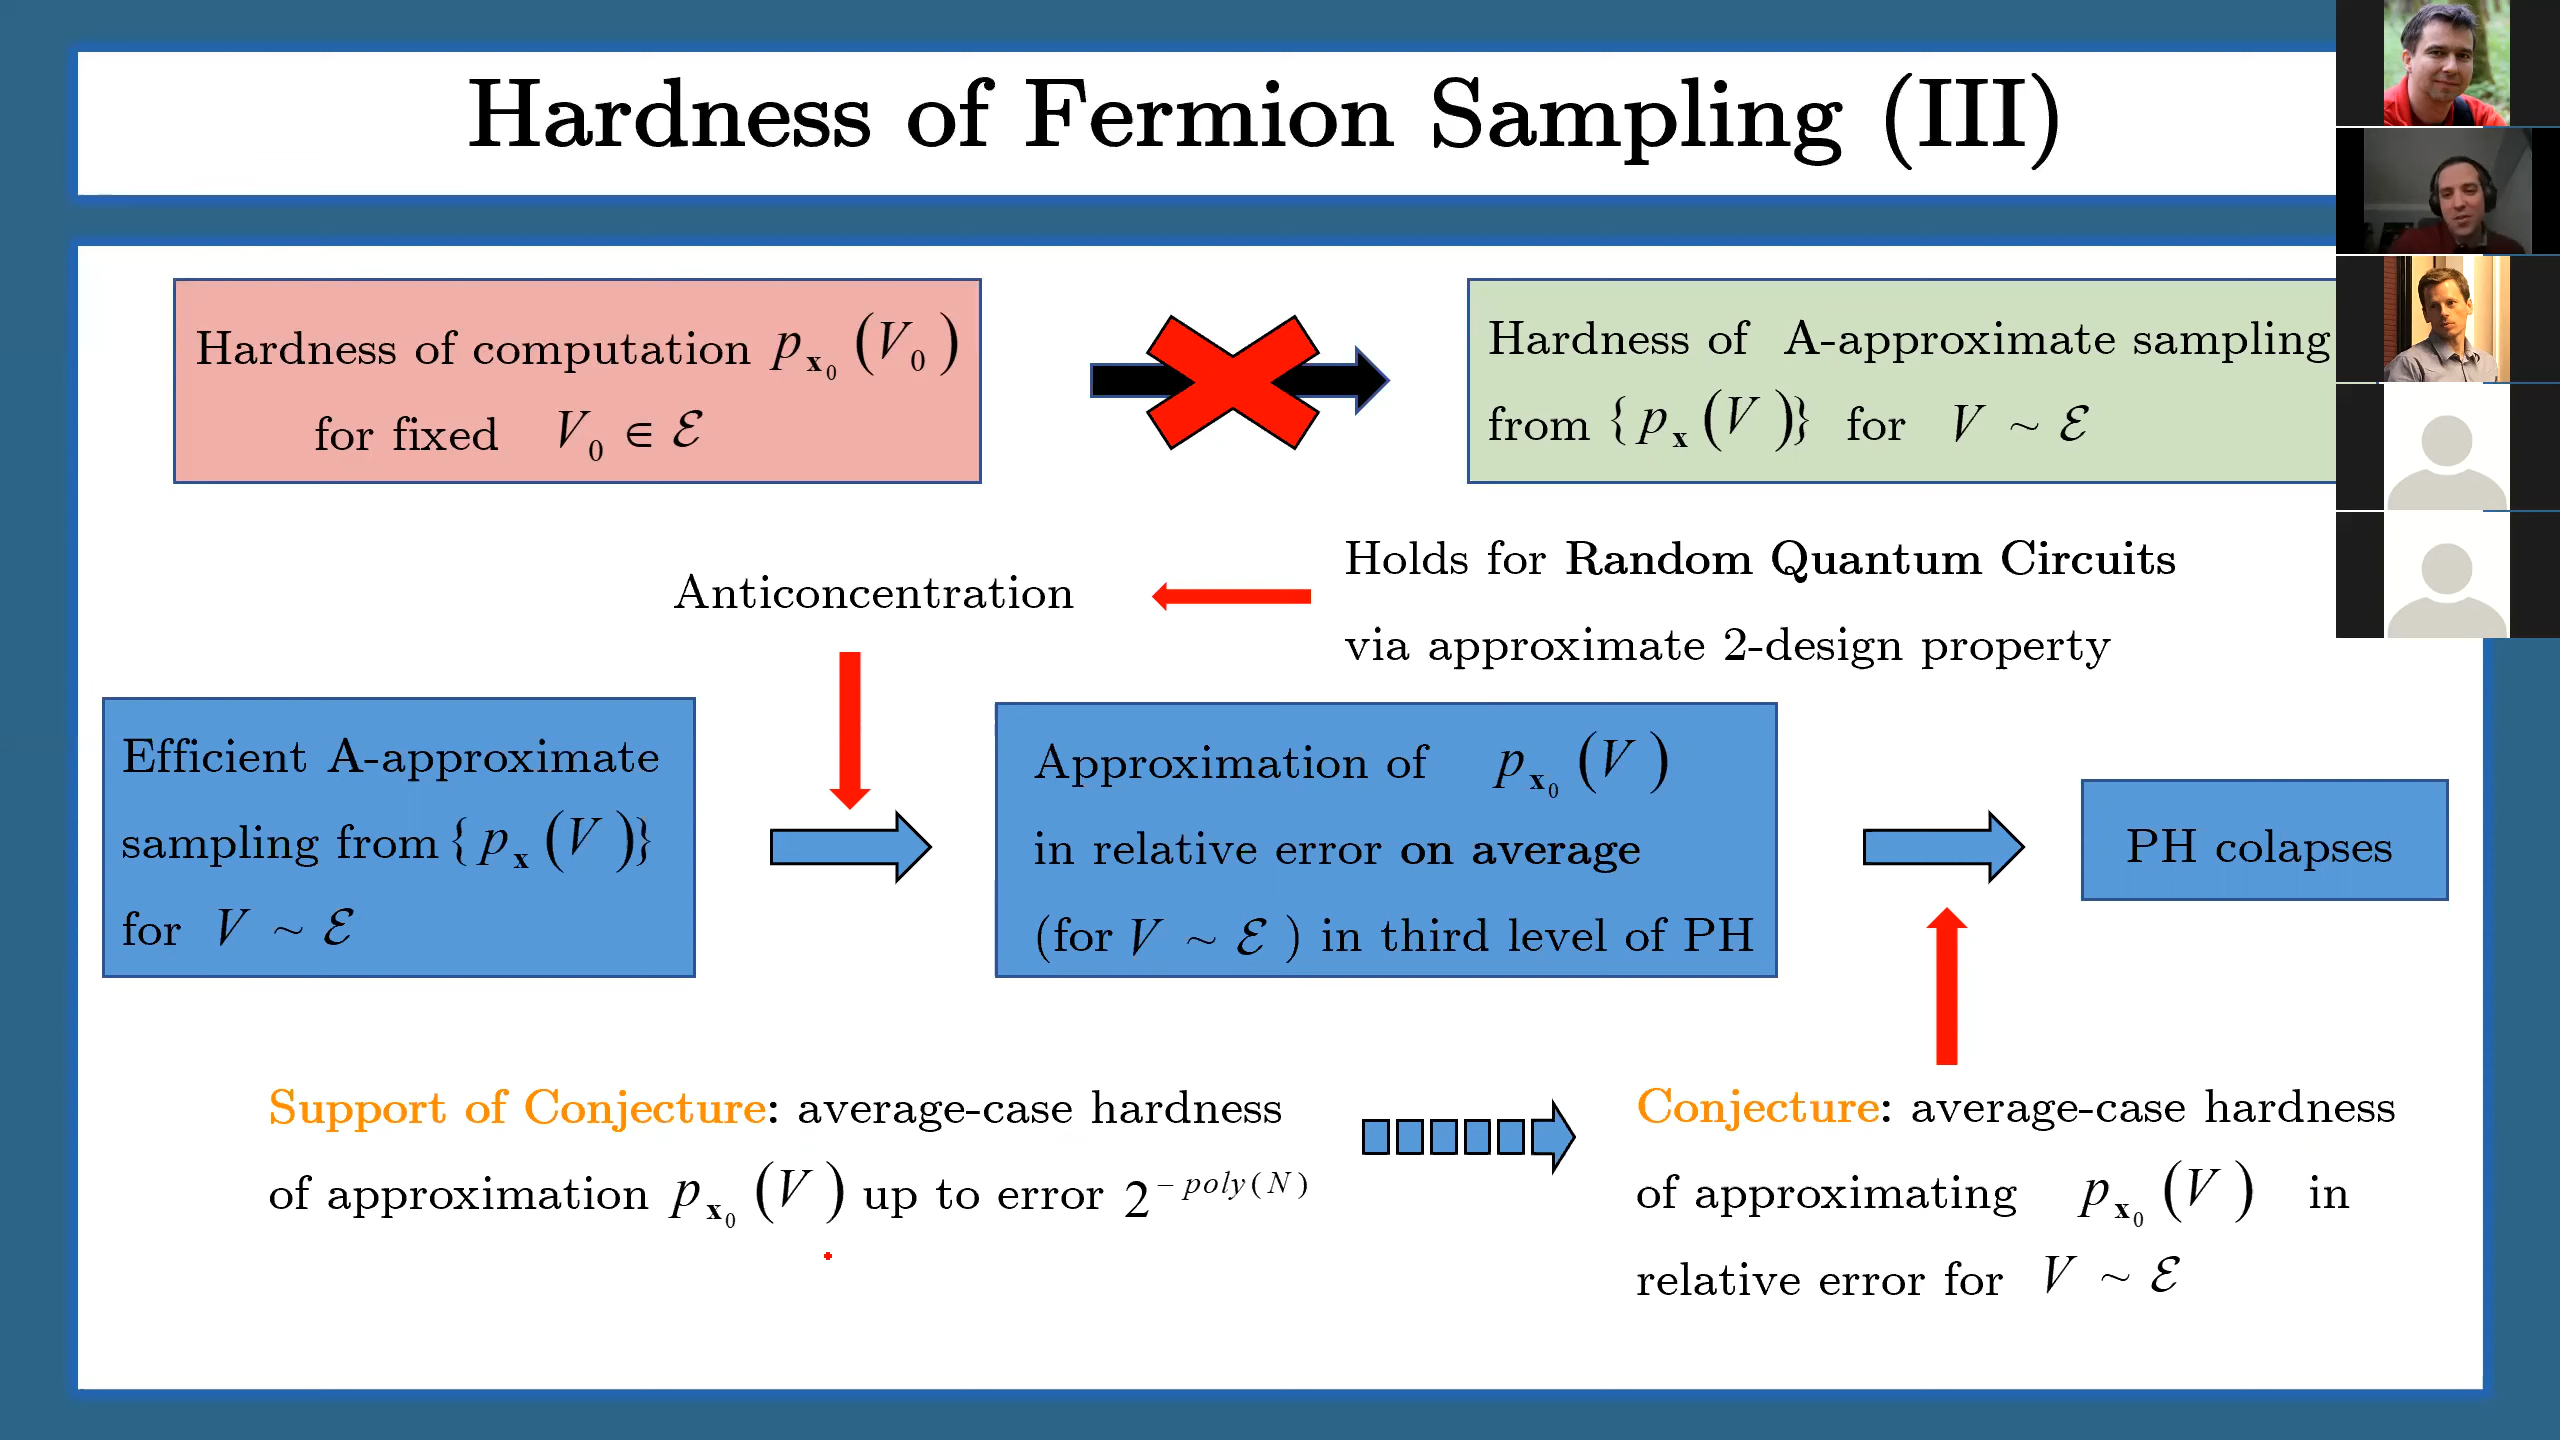 Hardness of Fermion Sampling (III)
Hardness of computation p_{x_0}(V_0)
for fixed V_0 ∈ ℰ
Hardness of A-approximate sampling
from {p_x(V)} for V ~ ℰ
Anticoncentration
Holds for Random Quantum Circuits
via approximate 2-design property
Efficient A-approximate
sampling from {p_x(V)}
for V ~ ℰ
Approximation of p_{x_0}(V)
in relative error on average
(for V ~ ℰ) in third level of PH
PH colapses
Support of Conjecture: average-case hardness
of approximation p_{x_0}(V) up to error 2^{-poly(N)}
Conjecture: average-case hardness
of approximating p_{x_0}(V) in
relative error for V ~ ℰ